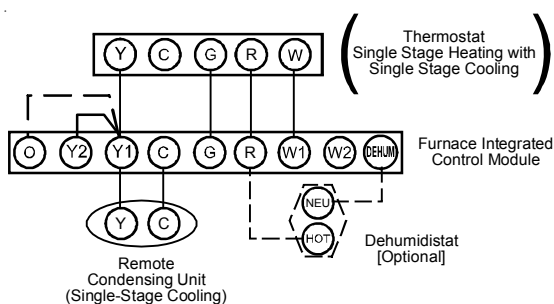 Y C G R W
Thermostat
Single Stage Heating with
Single Stage Cooling
O Y2 Y1 C G R W1 W2 DEHUM
Furnace Integrated
Control Module
Y C
NEU
HOT
Remote
Condensing Unit
(Single-Stage Cooling)
Dehumidistat
[Optional]